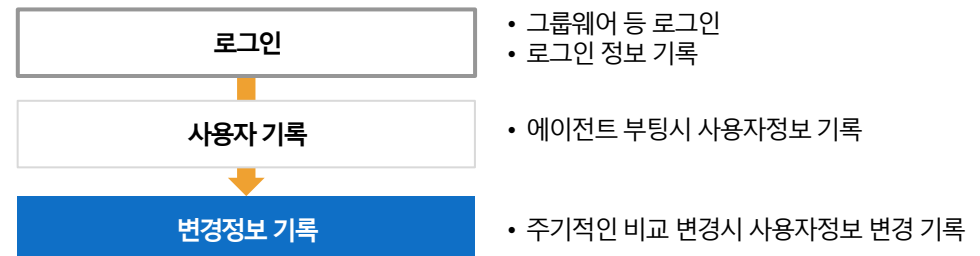 로그인
• 그룹웨어 등 로그인
• 로그인 정보 기록
사용자 기록
• 에이전트 부팅시 사용자정보 기록
변경정보 기록
• 주기적인 비교 변경시 사용자정보 변경 기록